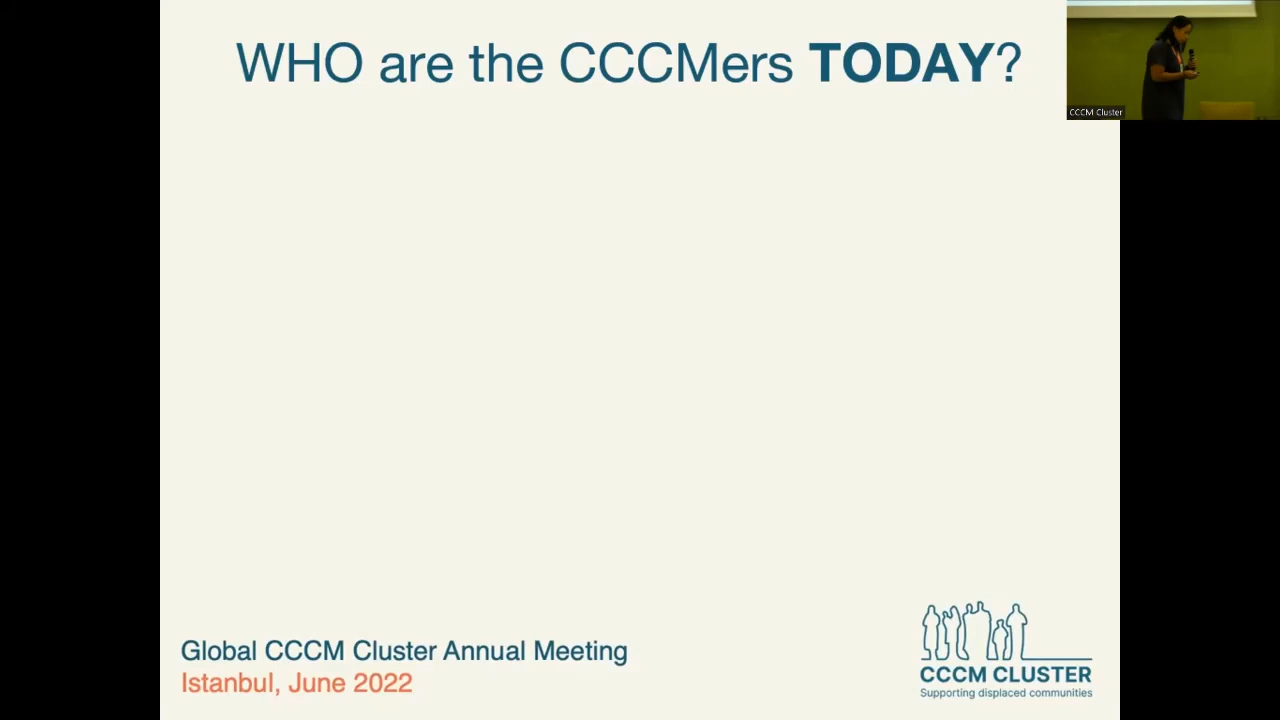 WHO are the CCCMers TODAY?
CCCM Cluster
Global CCCM Cluster Annual Meeting
Istanbul, June 2022
CCCM CLUSTER
Supporting displaced communities